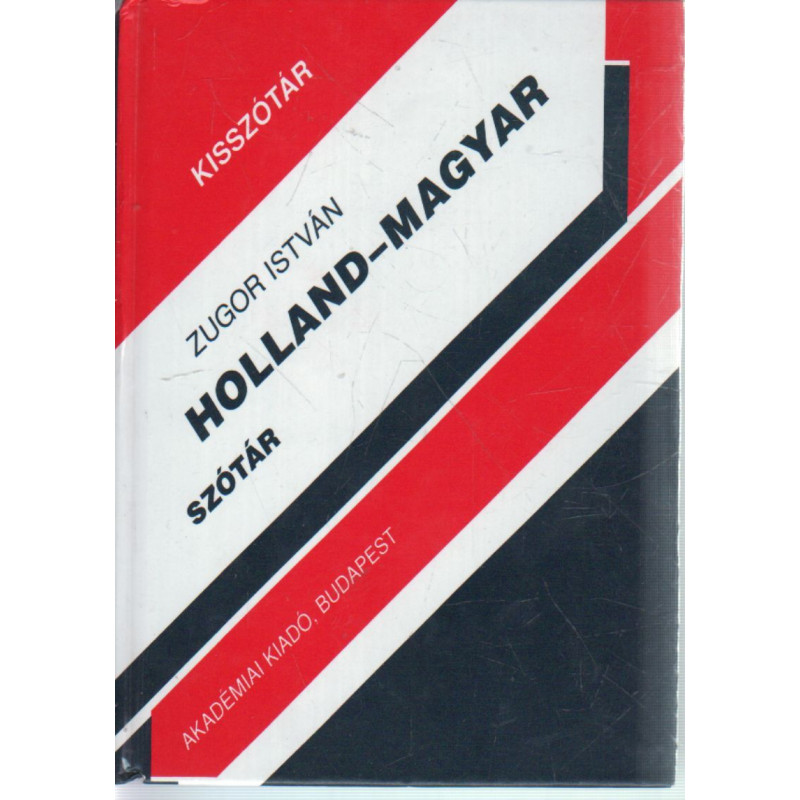 KISSZÓTÁR
ZUGOR ISTVÁN
HOLLAND–MAGYAR
SZÓTÁR
AKADÉMIAI KIADÓ, BUDAPEST